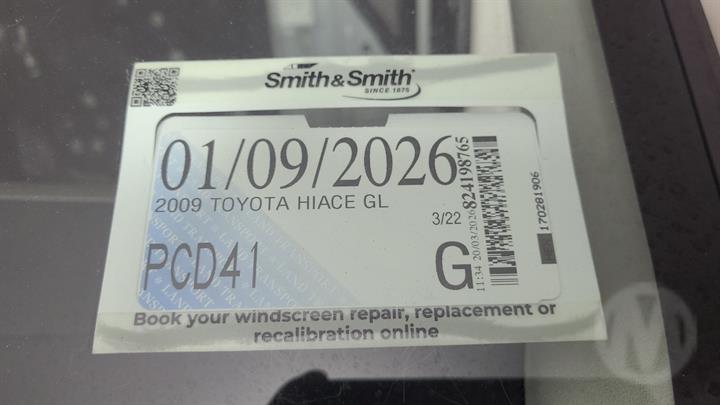 Smith&Smith
SINCE 1875
01/09/2026
2009 TOYOTA HIACE GL
3/22
PCD41
G
11:34 20/03/2026
824198765
170281906
Book your windscreen repair, replacement or
recalibration online